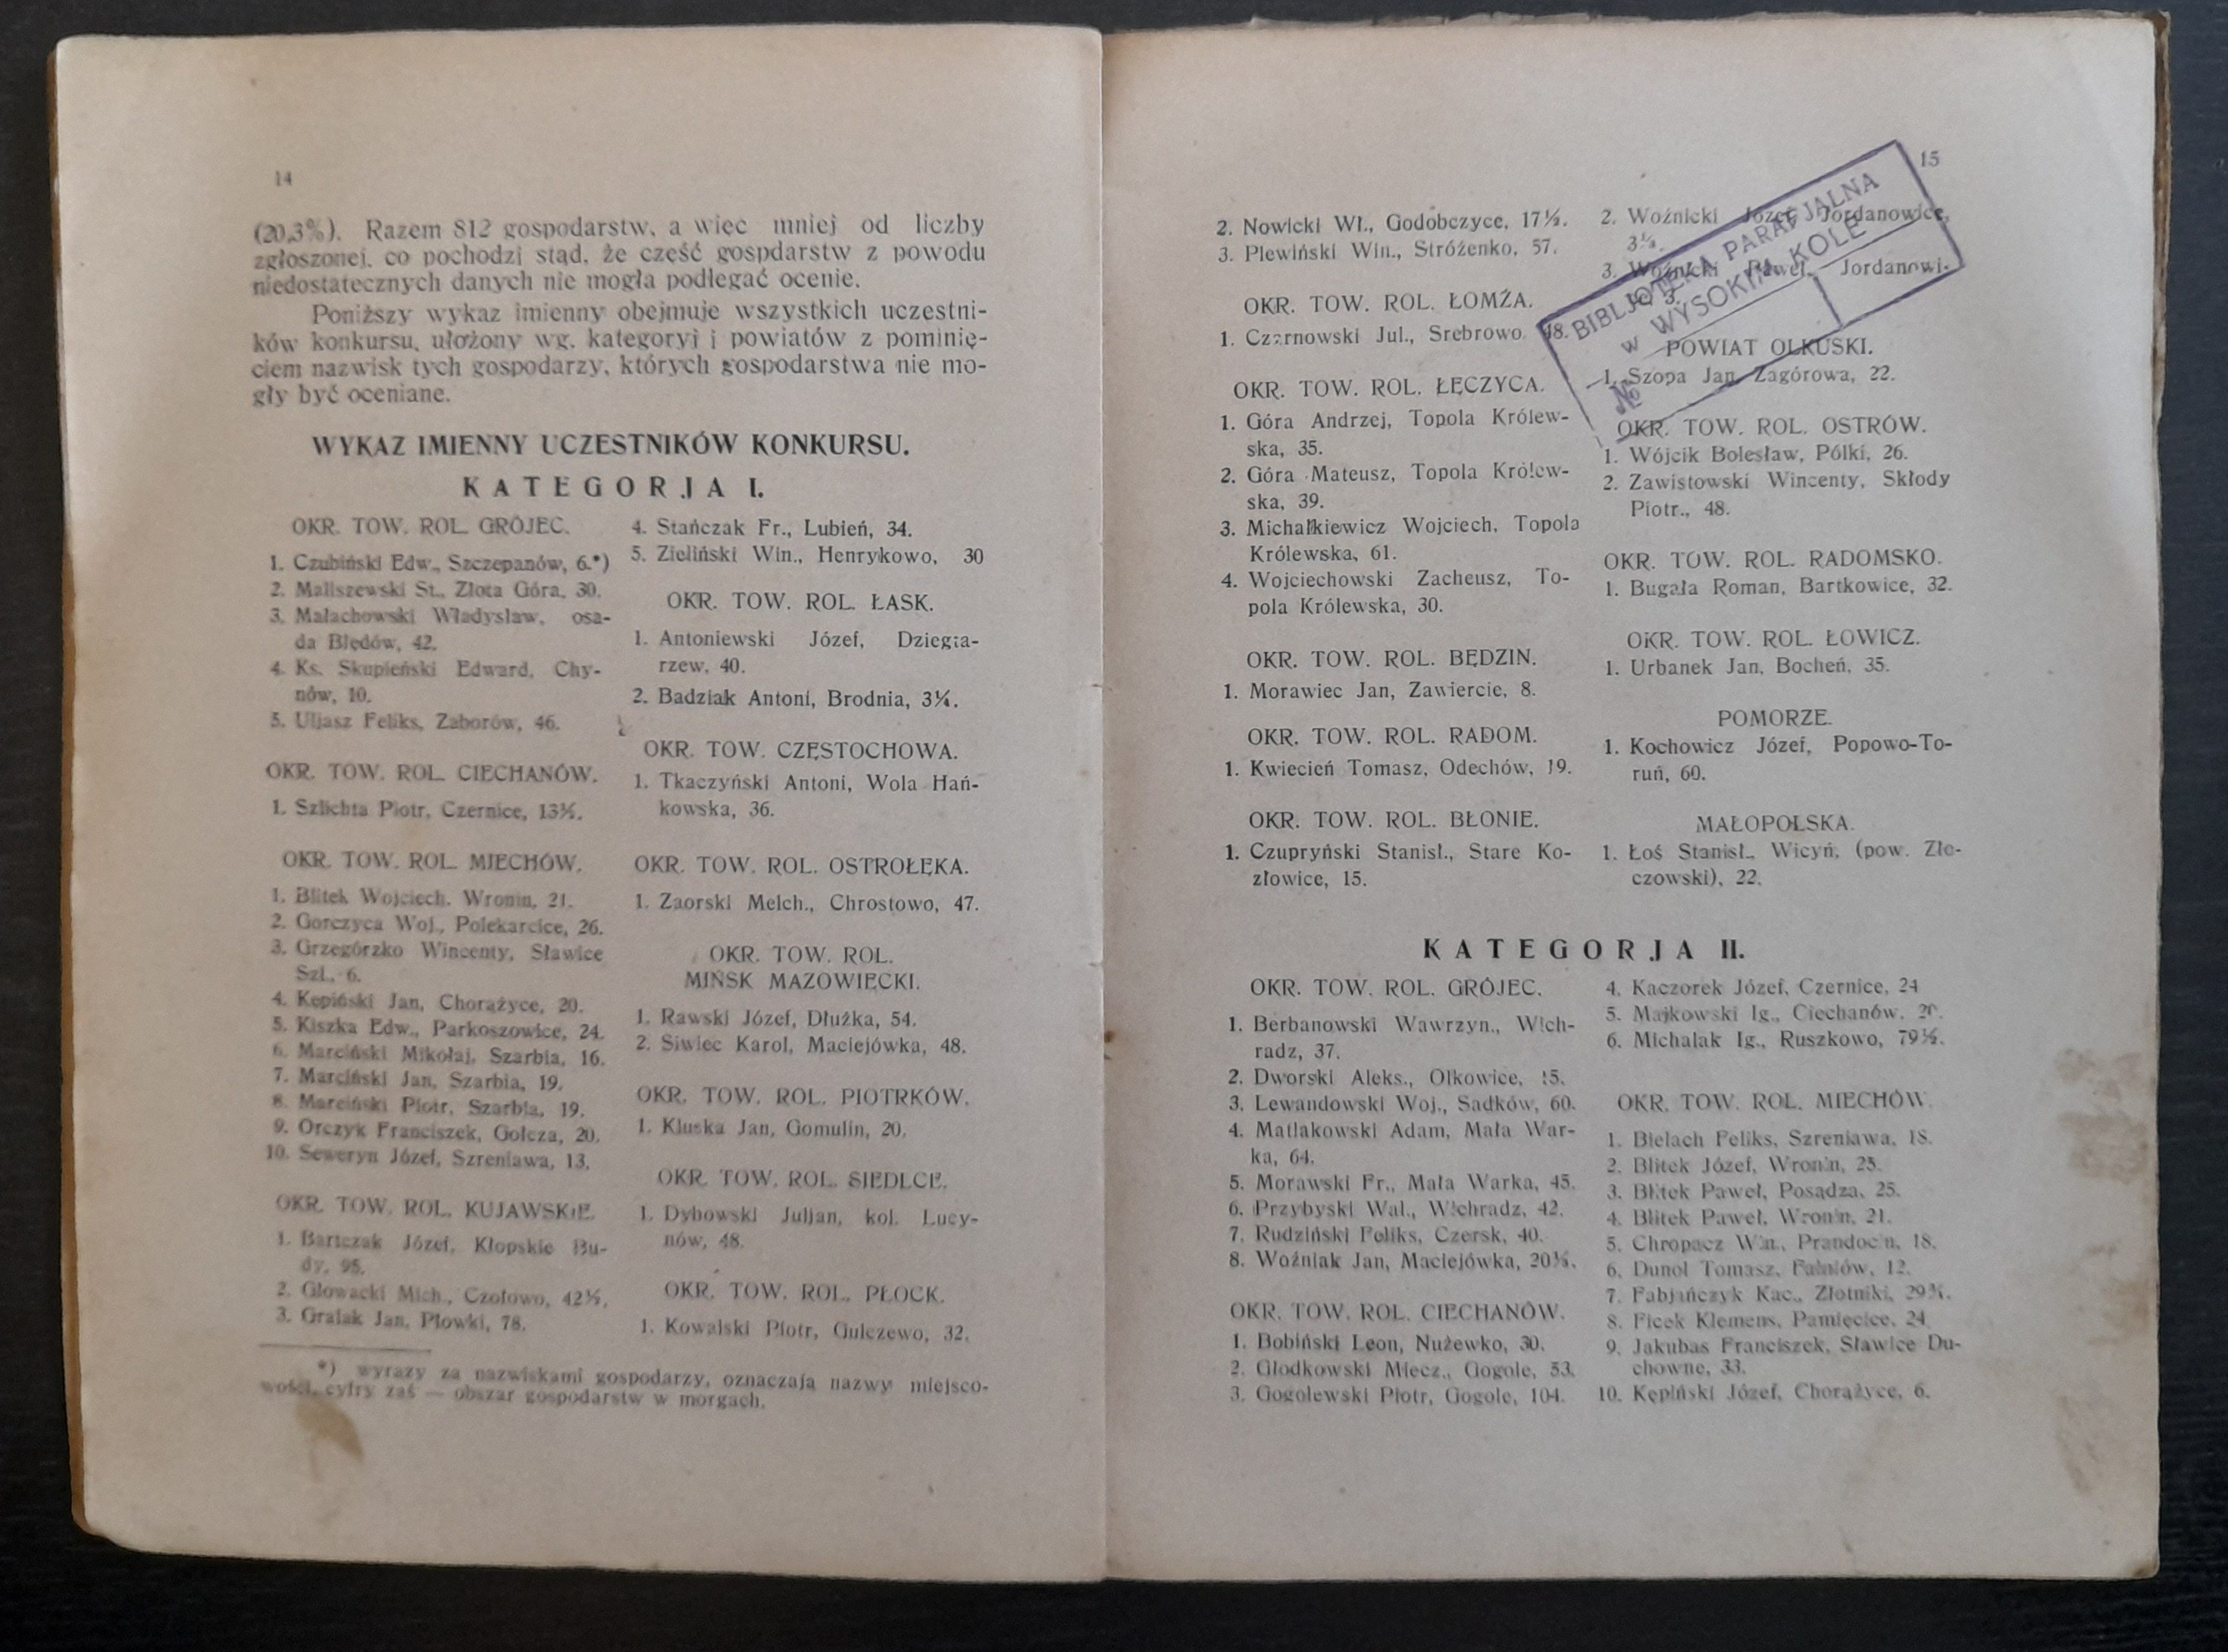 14
(20,3%). Razem 812 gospodarstw, a więc mniej od liczby
zgłoszonej, co pochodzi stąd, że część gospdarstw z powodu
niedostatecznych danych nie mogła podlegać ocenie.
Poniższy wykaz imienny obejmuje wszystkich uczestni-
ków konkursu, ułożony wg. kategoryj i powiatów z pominię-
ciem nazwisk tych gospodarzy, których gospodarstwa nie mo-
gły być oceniane.
WYKAZ IMIENNY UCZESTNIKÓW KONKURSU.
KATEGORJA I.
OKR. TOW. ROL. GRÓJEC.
1. Czubiński Edw., Szczepanów, 6.*)
2. Maliszewski St., Złota Góra, 30.
3. Małachowski Władysław, osa-
da Błędów, 42.
4. Ks. Skupieński Edward, Chy-
nów, 10.
5. Uljasz Feliks, Zaborów, 46.
OKR. TOW. ROL. CIECHANÓW.
1. Szlichta Piotr, Czernice, 13½.
OKR. TOW. ROL. MIECHÓW.
1. Blitek Wojciech, Wronin, 21.
2. Gorczyca Woj., Polekarcice, 26.
3. Grzegórzko Wincenty, Sławice
Szl., 6.
4. Kępiński Jan, Chorążyce, 20.
5. Kiszka Edw., Parkoszowice, 24.
6. Marciński Mikołaj, Szarbia, 16.
7. Marciński Jan, Szarbia, 19.
8. Marciński Piotr, Szarbia, 19.
9. Orczyk Franciszek, Gołcza, 20.
10. Seweryn Józef, Szreniawa, 13.
OKR. TOW. ROL. KUJAWSKIE.
1. Bartczak Józef, Kłopskie Bu-
dy, 95.
2. Głowacki Mich., Czołowo, 42½.
3. Gralak Jan, Płowki, 78.
4. Stańczak Fr., Lubień, 34.
5. Zieliński Win., Henrykowo, 30
OKR. TOW. ROL. ŁASK.
1. Antoniewski Józef, Dziegia-
rzew, 40.
2. Badziak Antoni, Brodnia, 3¼.
OKR. TOW. CZĘSTOCHOWA.
1. Tkaczyński Antoni, Wola Hań-
kowska, 36.
OKR. TOW. ROL. OSTROŁĘKA.
1. Zaorski Melch., Chrostowo, 47.
OKR. TOW. ROL.
MIŃSK MAZOWIECKI.
1. Rawski Józef, Dłużka, 54.
2. Siwiec Karol, Maciejówka, 48.
OKR. TOW. ROL. PIOTRKÓW.
1. Kluska Jan, Gomulin, 20.
OKR. TOW. ROL. SIEDLCE.
1. Dybowski Juljan, kol. Lucy-
nów, 48.
OKR. TOW. ROL. PŁOCK.
1. Kowalski Piotr, Gulczewo, 32.
*) wyrazy za nazwiskami gospodarzy, oznaczają nazwy miejsco-
wości, cyfry zaś — obszar gospodarstw w morgach.
15
2. Nowicki Wł., Godobczyce, 17½.
3. Plewiński Win., Stróżenko, 57.
OKR. TOW. ROL. ŁOMŻA.
1. Czarnowski Jul., Srebrowo, 18.
OKR. TOW. ROL. ŁĘCZYCA.
1. Góra Andrzej, Topola Królew-
ska, 35.
2. Góra Mateusz, Topola Królew-
ska, 39.
3. Michałkiewicz Wojciech, Topola
Królewska, 61.
4. Wojciechowski Zacheusz, To-
pola Królewska, 30.
OKR. TOW. ROL. BĘDZIN.
1. Morawiec Jan, Zawiercie, 8.
OKR. TOW. ROL. RADOM.
1. Kwiecień Tomasz, Odechów, 19.
OKR. TOW. ROL. BŁONIE.
1. Czupryński Stanisł., Stare Ko-
złowice, 15.
2. Woźnicki Józef, Jordanowice,
3. Woźnicki Paweł, Jordanowi-
ce, 3.
BIBLJOTEKA PARAFJALNA
w WYSOKIM KOLE
№
POWIAT OLKUSKI.
1. Szopa Jan, Zagórowa, 22.
OKR. TOW. ROL. OSTRÓW.
1. Wójcik Bolesław, Pólki, 26.
2. Zawistowski Wincenty, Skłody
Piotr., 48.
OKR. TOW. ROL. RADOMSKO.
1. Bugała Roman, Bartkowice, 32.
OKR. TOW. ROL. ŁOWICZ.
1. Urbanek Jan, Bocheń, 35.
POMORZE.
1. Kochowicz Józef, Popowo-To-
ruń, 60.
MAŁOPOLSKA.
1. Łoś Stanisł., Wicyń, (pow. Zło-
czowski), 22.
KATEGORJA II.
OKR. TOW. ROL. GRÓJEC.
1. Berbanowski Wawrzyn., Wich-
radz, 37.
2. Dworski Aleks., Olkowice, 15.
3. Lewandowski Woj., Sadków, 60.
4. Matlakowski Adam, Mała War-
ka, 64.
5. Morawski Fr., Mała Warka, 45.
6. Przybyski Wal., Wichradz, 42.
7. Rudziński Feliks, Czersk, 40.
8. Woźniak Jan, Maciejówka, 20½.
OKR. TOW. ROL. CIECHANÓW.
1. Bobiński Leon, Nużewko, 30.
2. Głodkowski Miecz., Gogole, 53.
3. Gogolewski Piotr, Gogole, 104.
4. Kaczorek Józef, Czernice, 24
5. Majkowski Ig., Ciechanów, 20.
6. Michalak Ig., Ruszkowo, 79½.
OKR. TOW. ROL. MIECHÓW.
1. Bielach Feliks, Szreniawa, 18.
2. Blitek Józef, Wronin, 25.
3. Blitek Paweł, Posądza, 25.
4. Blitek Paweł, Wronin, 21.
5. Chropacz Win., Prandocin, 18.
6. Dunoł Tomasz, Falniów, 12.
7. Fabjańczyk Kac., Złotniki, 29¾.
8. Ficek Klemens, Pamięcice, 24
9. Jakubas Franciszek, Sławice Du-
chowne, 33.
10. Kępiński Józef, Chorążyce, 6.